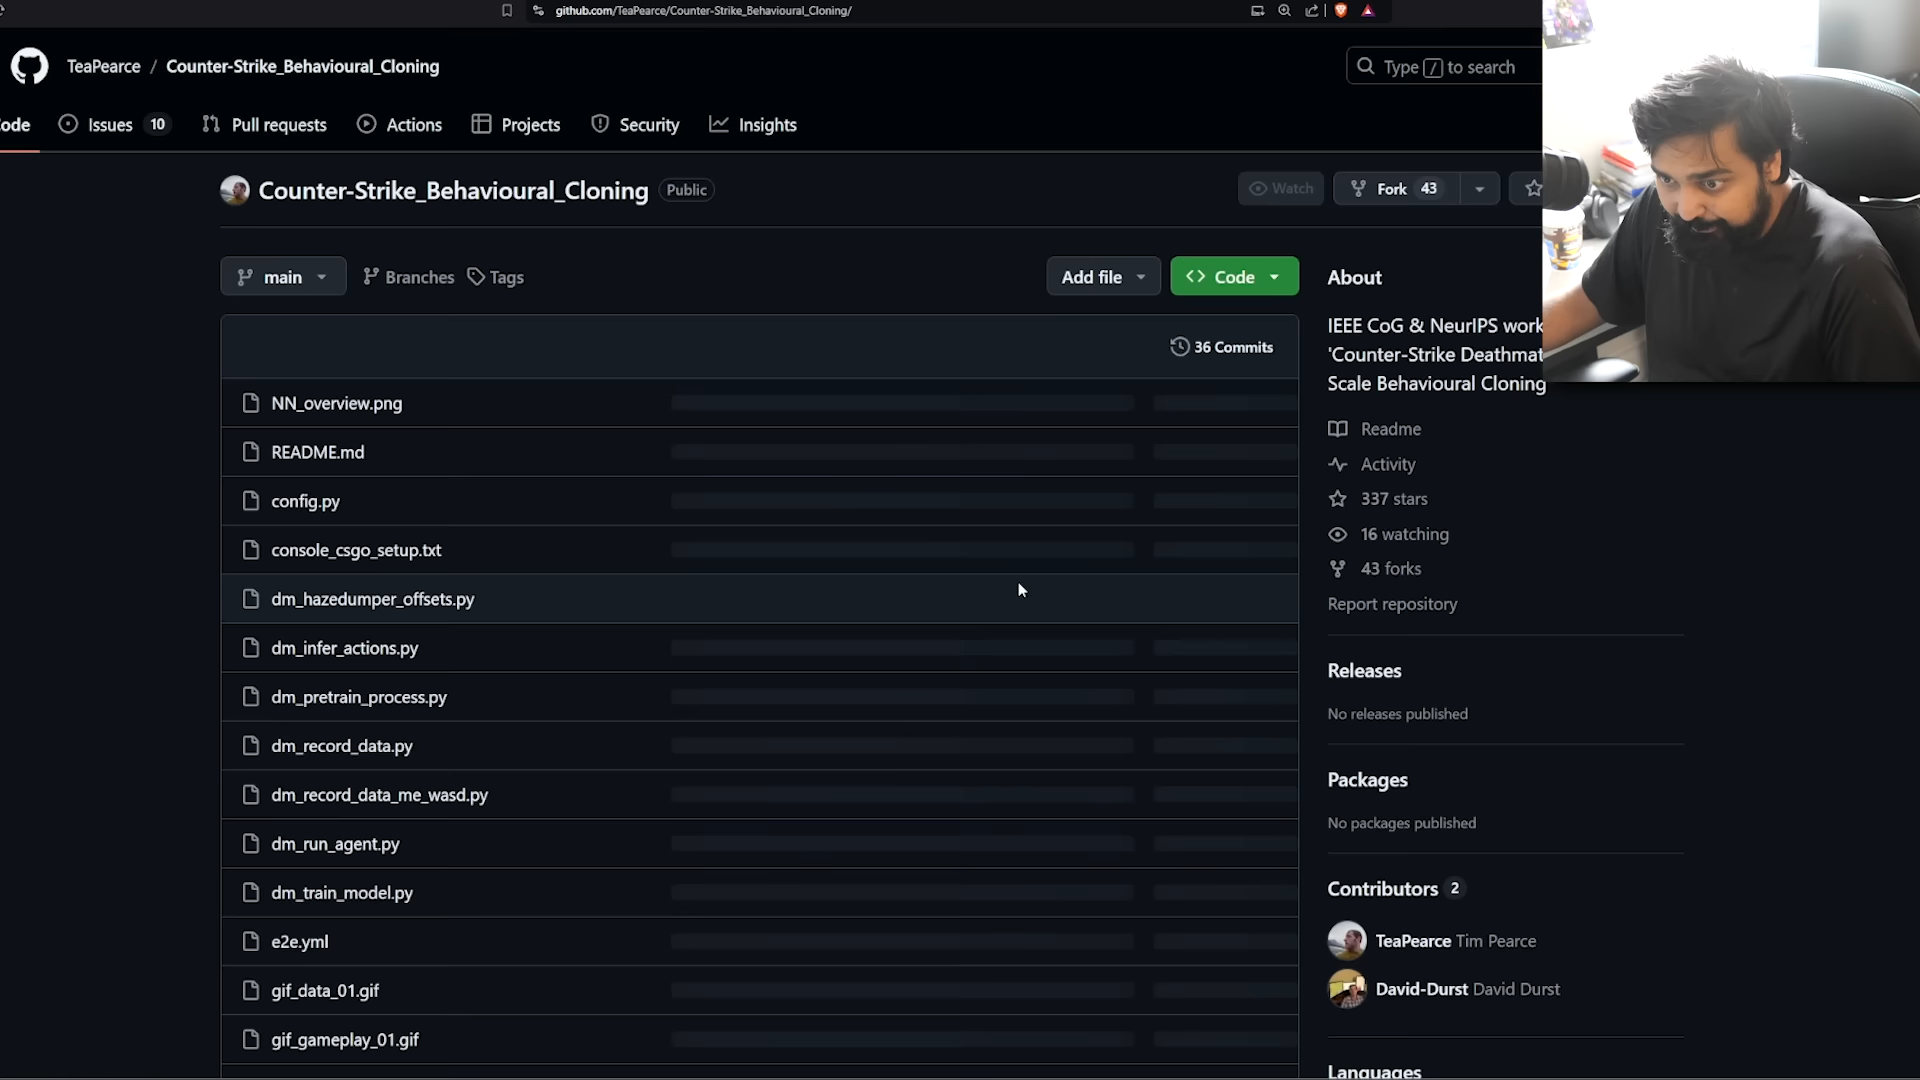 github.com/TeaPearce/Counter-Strike_Behavioural_Cloning/
TeaPearce / Counter-Strike_Behavioural_Cloning
Type / to search
ode Issues 10 Pull requests Actions Projects Security Insights
Counter-Strike_Behavioural_Cloning Public
Watch Fork 43
main Branches Tags Add file Code
36 Commits
NN_overview.png
README.md
config.py
console_csgo_setup.txt
dm_hazedumper_offsets.py
dm_infer_actions.py
dm_pretrain_process.py
dm_record_data.py
dm_record_data_me_wasd.py
dm_run_agent.py
dm_train_model.py
e2e.yml
gif_data_01.gif
gif_gameplay_01.gif
About
IEEE CoG & NeurIPS work
'Counter-Strike Deathmat
Scale Behavioural Cloning
Readme
Activity
337 stars
16 watching
43 forks
Report repository
Releases
No releases published
Packages
No packages published
Contributors 2
TeaPearce Tim Pearce
David-Durst David Durst
Languages